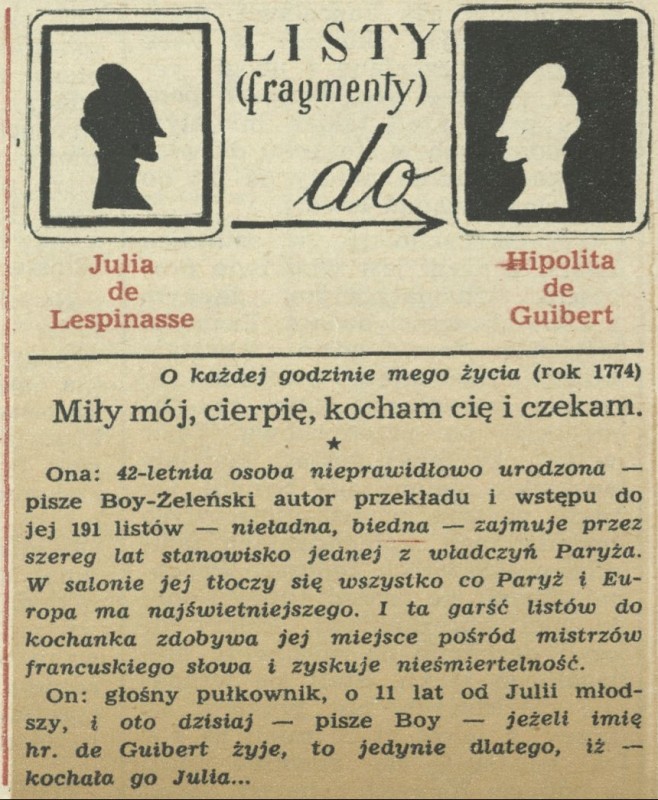 LISTY
(fragmenty)
do
Julia
de
Lespinasse
Hipolita
de
Guibert
O każdej godzinie mego życia (rok 1774)
Miły mój, cierpię, kocham cię i czekam.
★
Ona: 42-letnia osoba nieprawidłowo urodzona —
pisze Boy-Żeleński autor przekładu i wstępu do
jej 191 listów — nieładna, biedna — zajmuje przez
szereg lat stanowisko jednej z władczyń Paryża.
W salonie jej tłoczy się wszystko co Paryż i Eu-
ropa ma najświetniejszego. I ta garść listów do
kochanka zdobywa jej miejsce pośród mistrzów
francuskiego słowa i zyskuje nieśmiertelność.
On: głośny pułkownik, o 11 lat od Julii młod-
szy, i oto dzisiaj — pisze Boy — jeżeli imię
hr. de Guibert żyje, to jedynie dlatego, iż —
kochała go Julia...